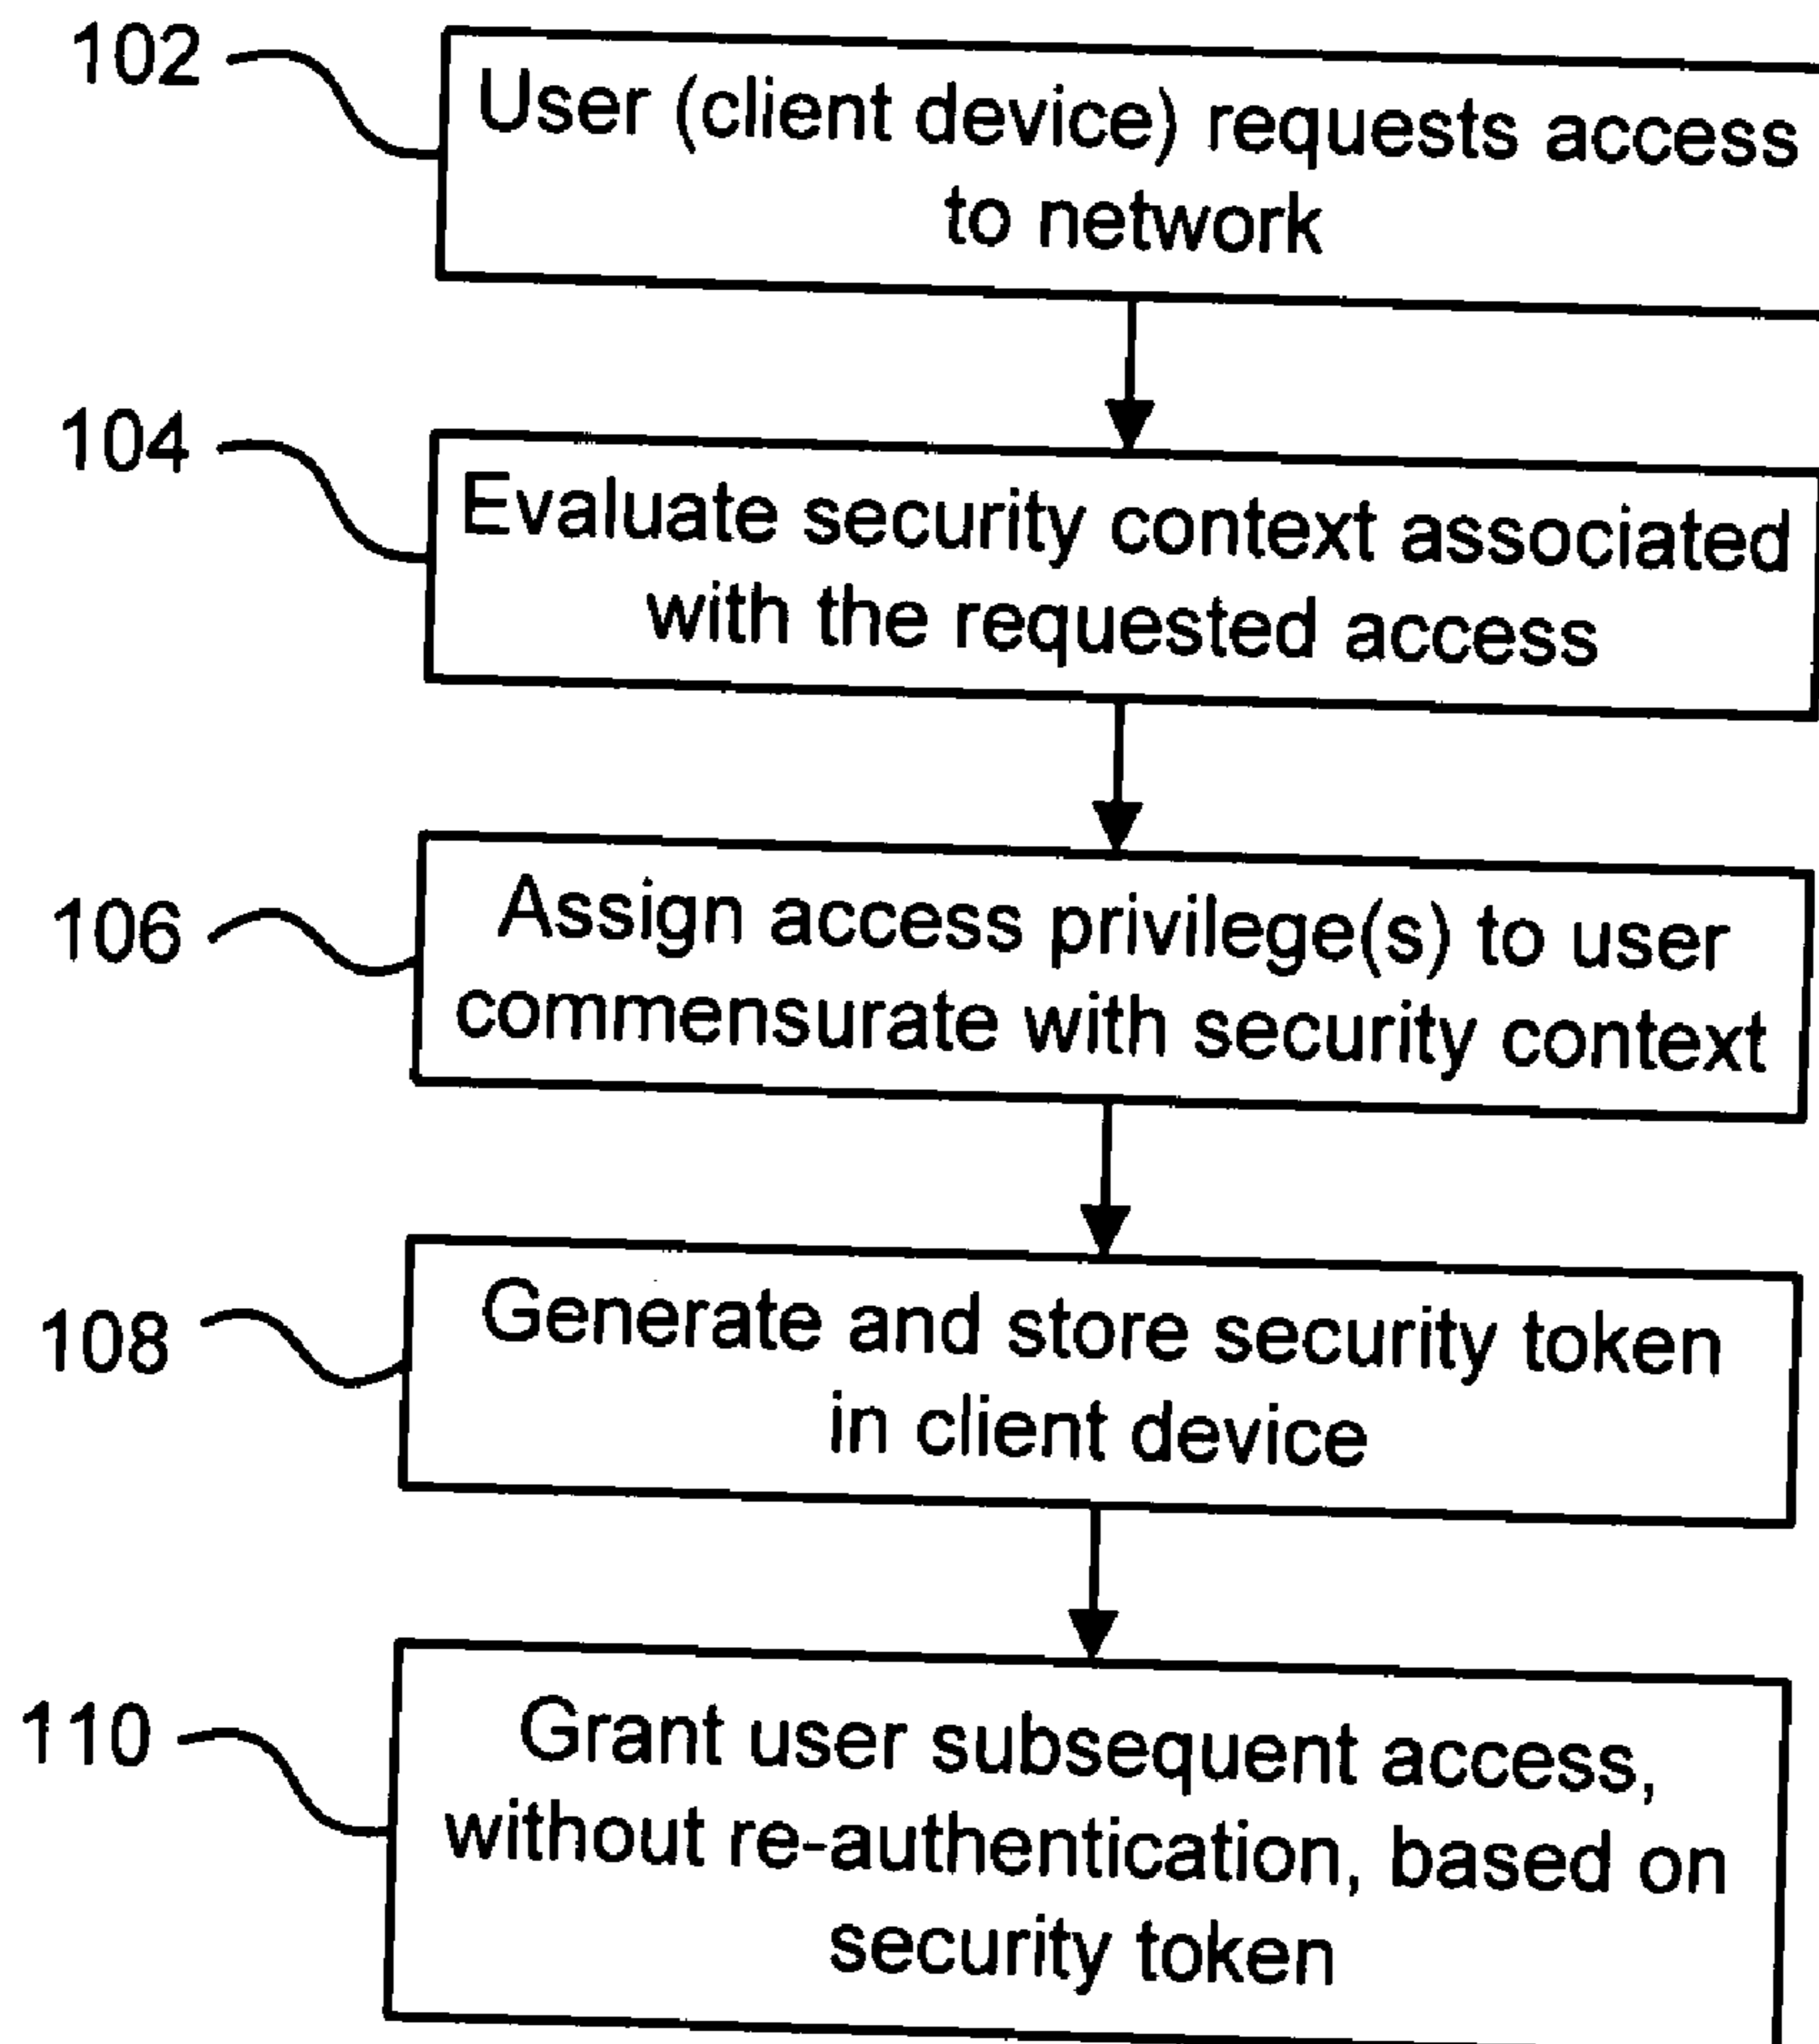 102
User (client device) requests access
to network
104
Evaluate security context associated
with the requested access
106
Assign access privilege(s) to user
commensurate with security context
108
Generate and store security token
in client device
110
Grant user subsequent access,
without re-authentication, based on
security token